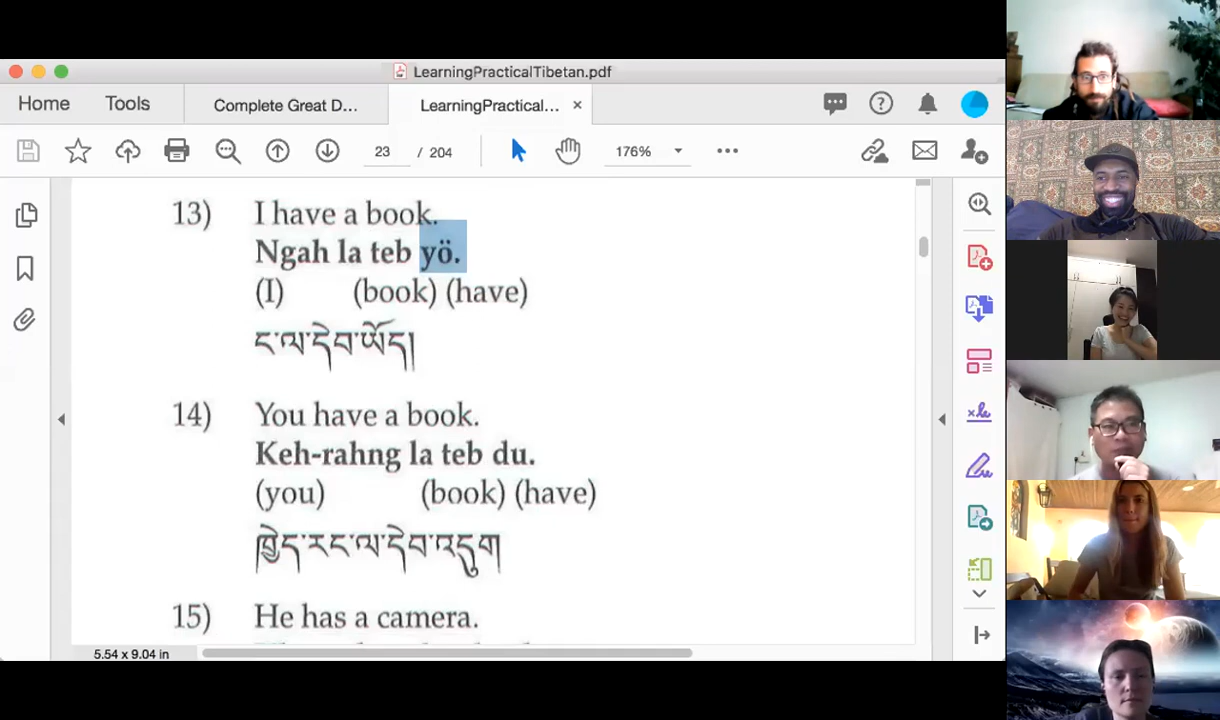 LearningPracticalTibetan.pdf
Home Tools Complete Great D... LearningPractical...
23 / 204 176%
13) I have a book.
Ngah la teb yö.
(I) (book) (have)
ང་ལ་དེབ་ཡོད།
14) You have a book.
Keh-rahng la teb du.
(you) (book) (have)
ཁྱེད་རང་ལ་དེབ་འདུག
15) He has a camera.
5.54 x 9.04 in